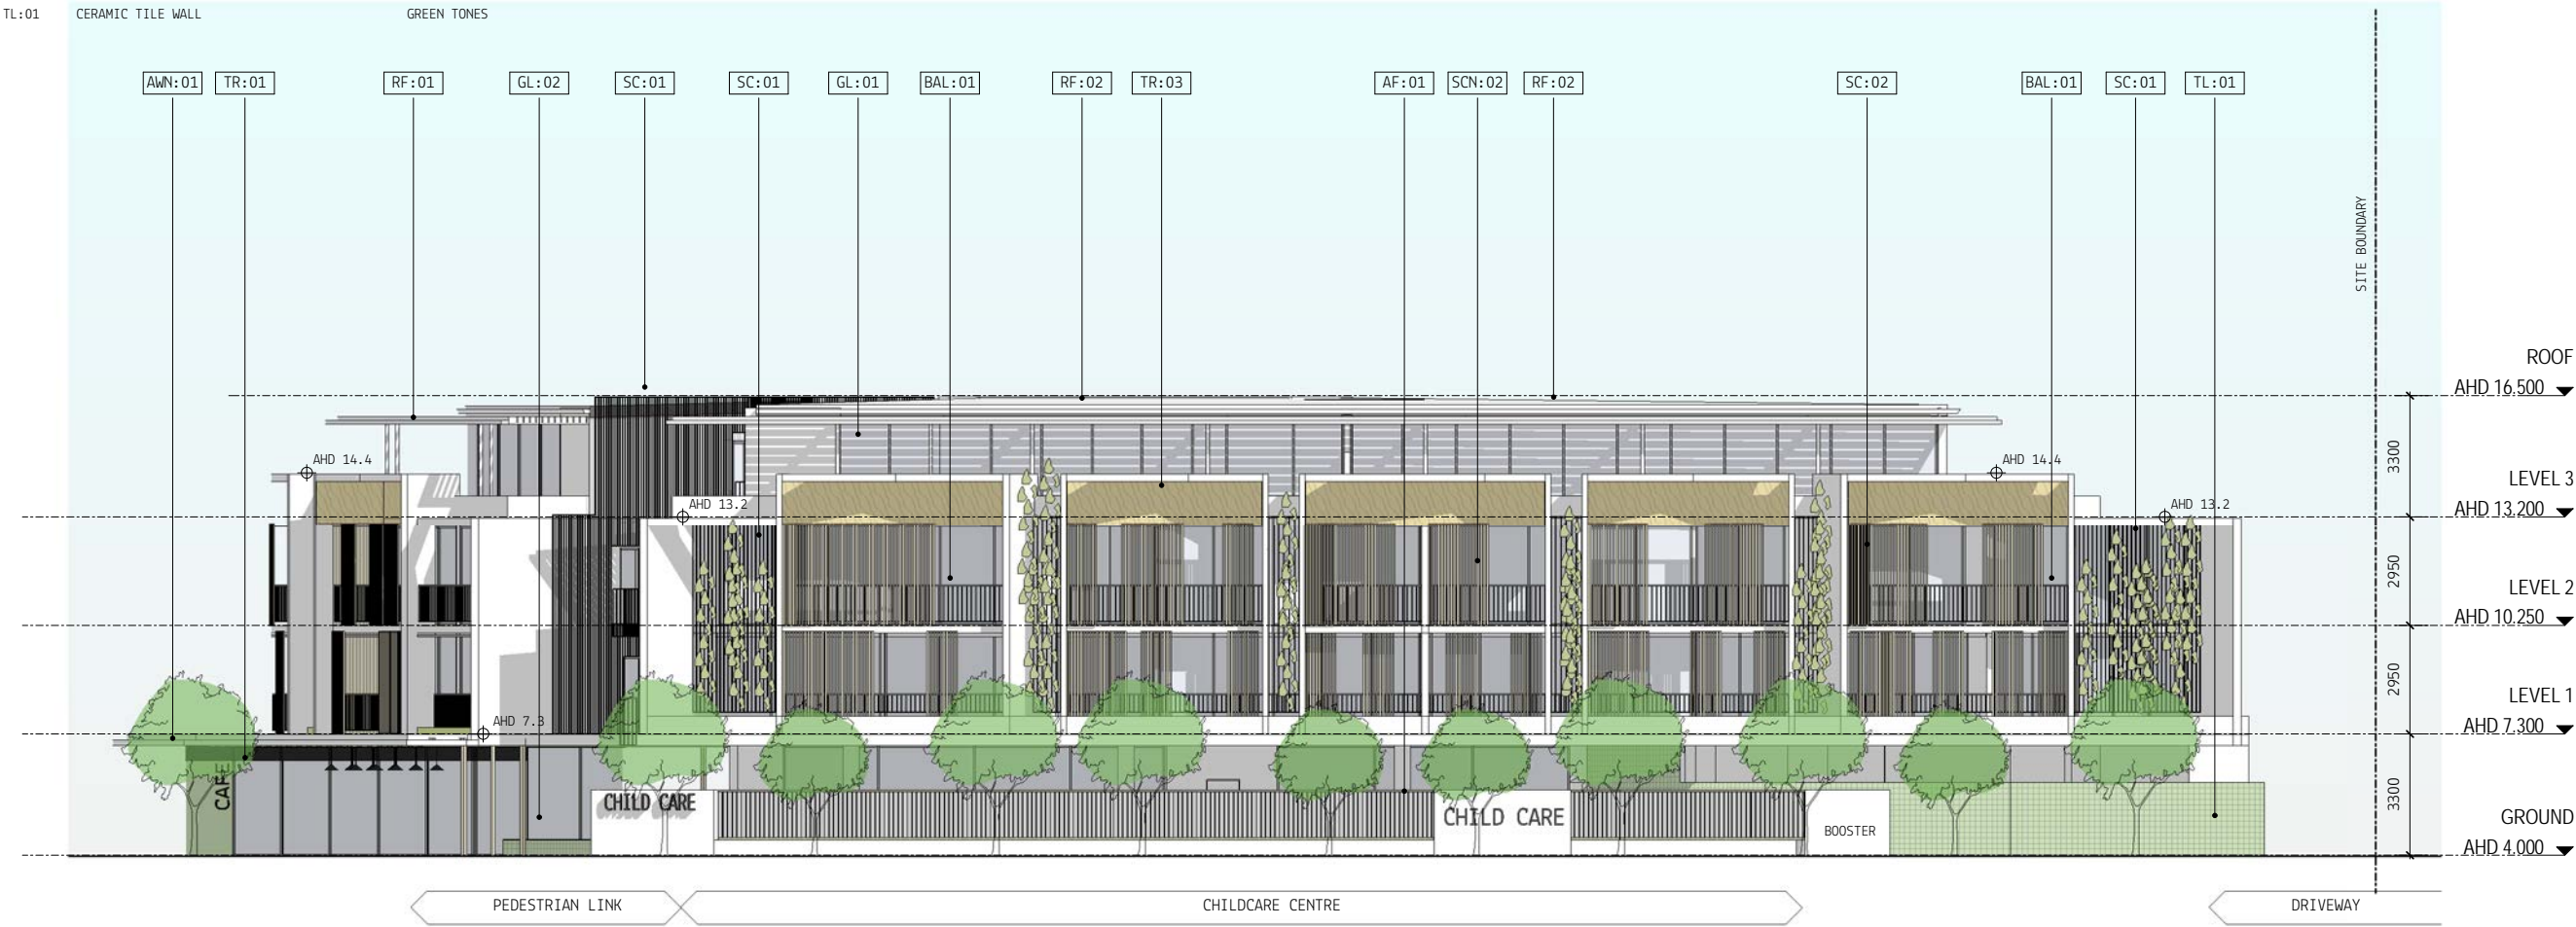 TL:01 CERAMIC TILE WALL GREEN TONES
AWN:01 TR:01 RF:01 GL:02 SC:01 SC:01 GL:01 BAL:01 RF:02 TR:03 AF:01 SCN:02 RF:02 SC:02 BAL:01 SC:01 TL:01
SITE BOUNDARY
ROOF
AHD 16.500
3300
AHD 14.4
AHD 14.4
LEVEL 3
AHD 13.200
AHD 13.2
AHD 13.2
2950
LEVEL 2
AHD 10.250
2950
LEVEL 1
AHD 7.300
AHD 7.3
CAFE
3300
CHILD CARE
CHILD CARE
BOOSTER
GROUND
AHD 4.000
PEDESTRIAN LINK
CHILDCARE CENTRE
DRIVEWAY